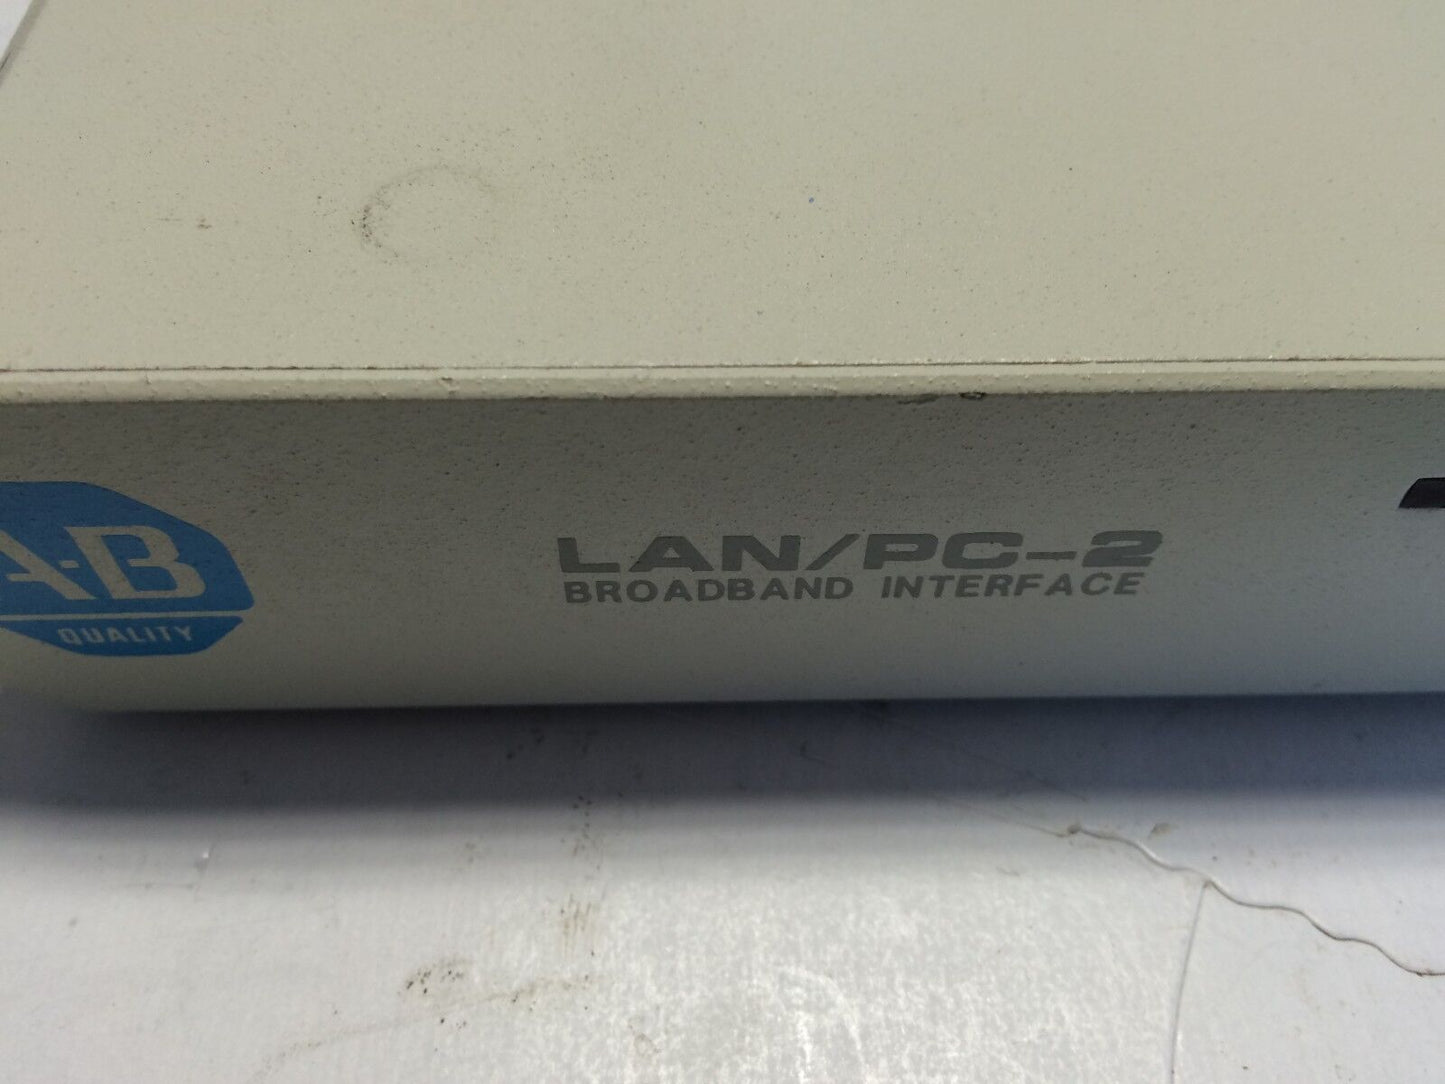 A-B
QUALITY
LAN/PC-2
BROADBAND INTERFACE